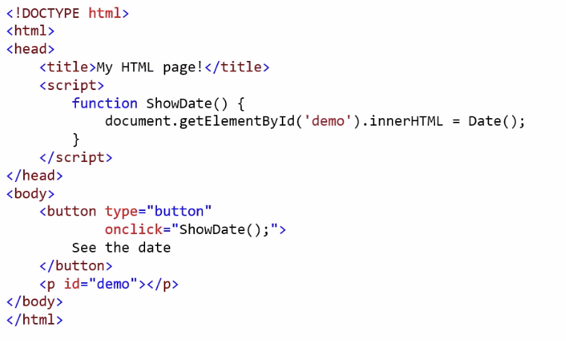 <!DOCTYPE html>
<html>
<head>
    <title>My HTML page!</title>
    <script>
        function ShowDate() {
            document.getElementById('demo').innerHTML = Date();
        }
    </script>
</head>
<body>
    <button type="button"
            onclick="ShowDate();">
        See the date
    </button>
    <p id="demo"></p>
</body>
</html>